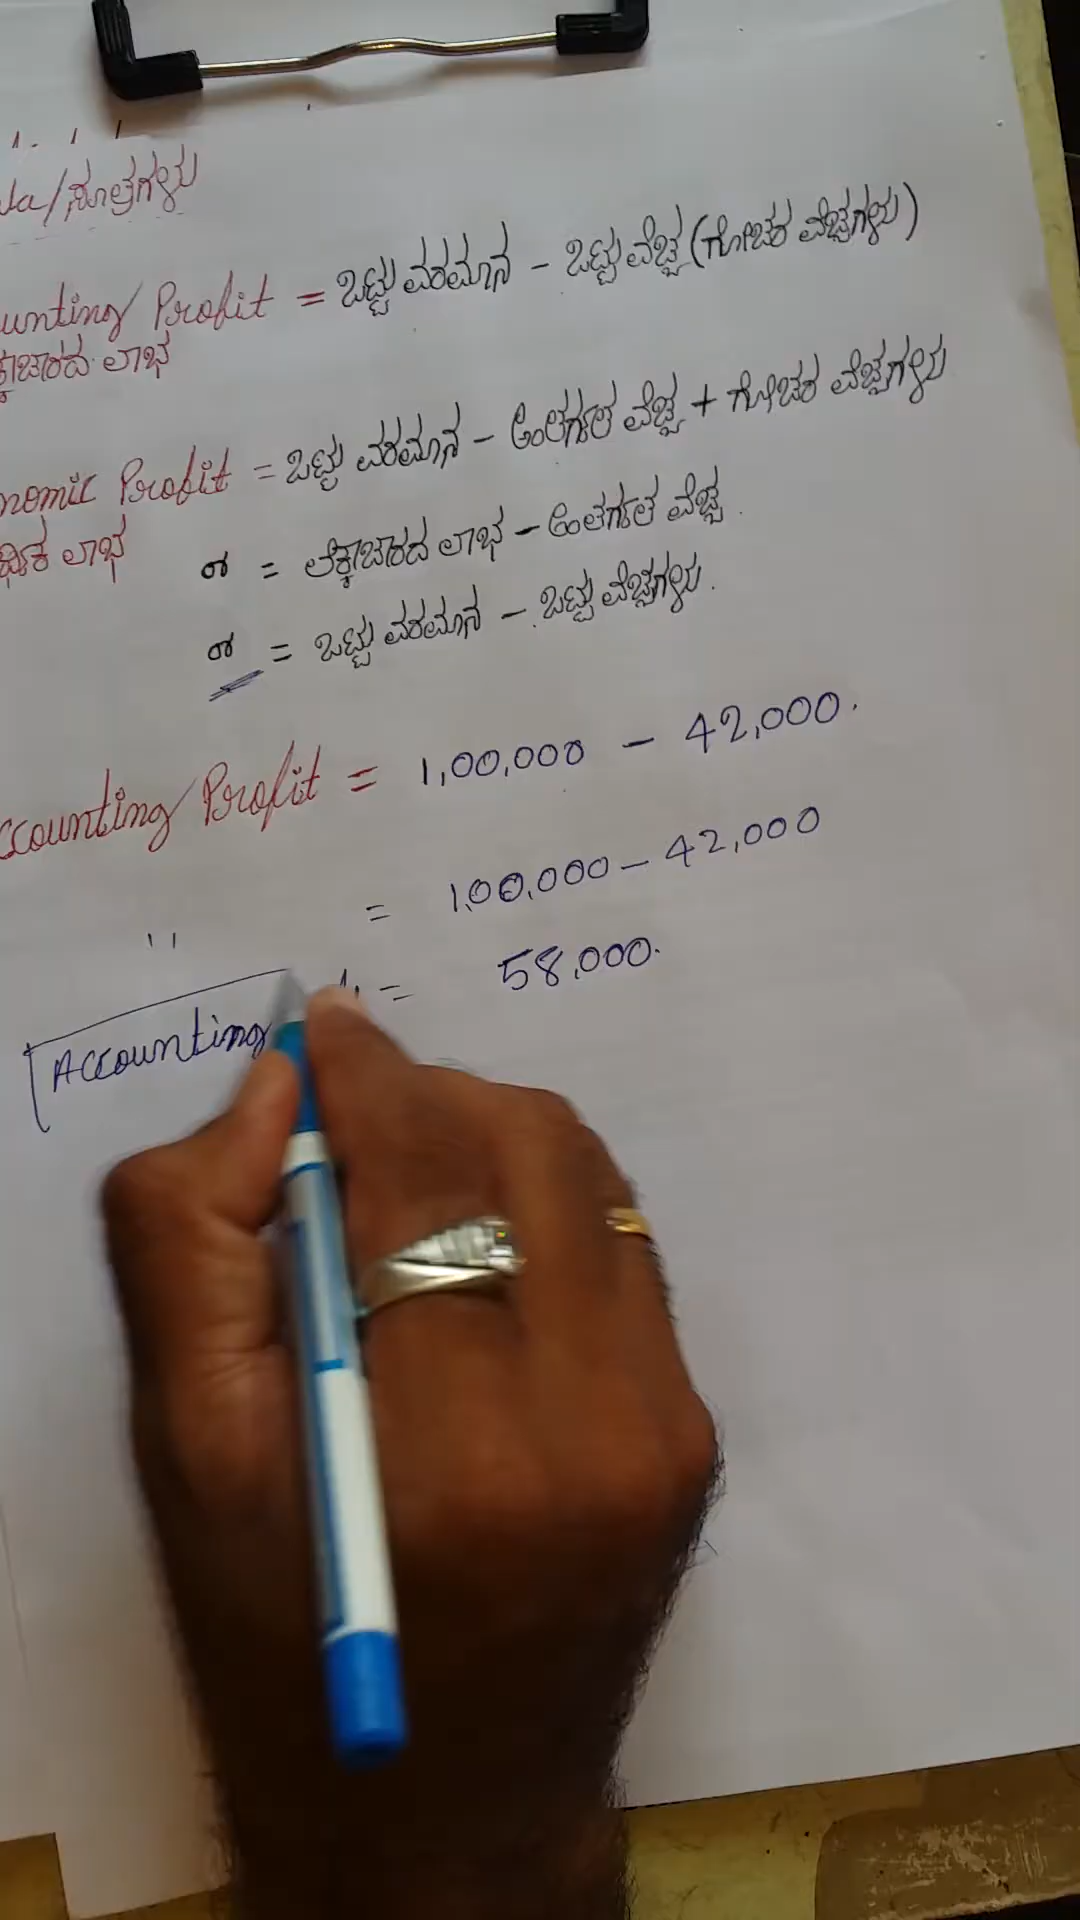 ula/ಸೂತ್ರಗಳು
unting Profit = ಒಟ್ಟು ವರಮಾನ - ಒಟ್ಟು ವೆಚ್ಚ (ಗೋಚರ ವೆಚ್ಚಗಳು)
ಕ್ಕಾಚಾರದ ಲಾಭ
nomic Profit = ಒಟ್ಟು ವರಮಾನ - ಅಂತರ್ಗತ ವೆಚ್ಚ + ಗೋಚರ ವೆಚ್ಚಗಳು
ರ್ಥಿಕ ಲಾಭ
= ಲೆಕ್ಕಾಚಾರದ ಲಾಭ - ಅಂತರ್ಗತ ವೆಚ್ಚ.
= ಒಟ್ಟು ವರಮಾನ - ಒಟ್ಟು ವೆಚ್ಚಗಳು.
ccounting Profit = 1,00,000 - 42,000.
= 1,00,000 - 42,000
= 58,000.
Accounting